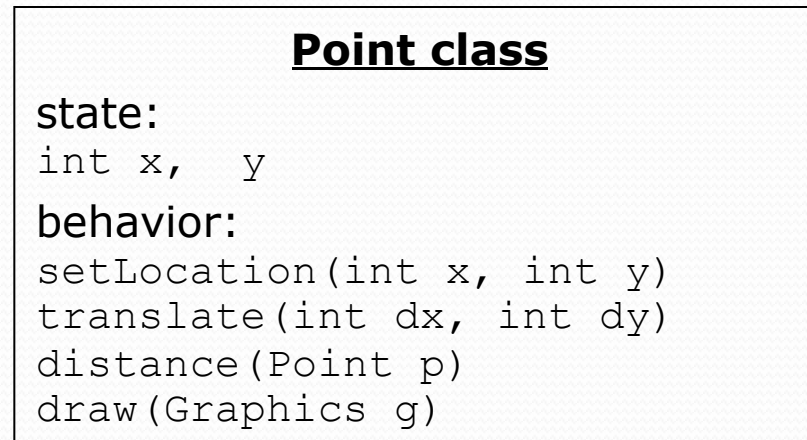 Point class
state:
int x,  y
behavior:
setLocation(int x, int y)
translate(int dx, int dy)
distance(Point p)
draw(Graphics g)